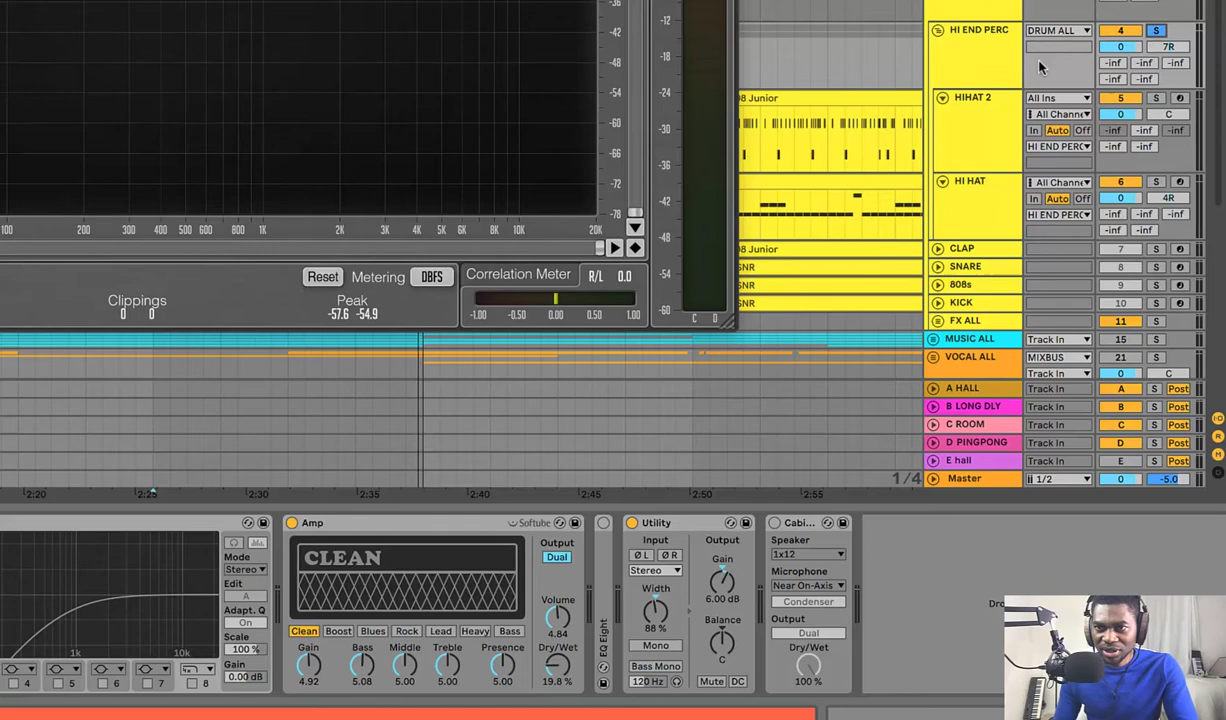 -36
-42
-48
-54
-60
-66
-72
-78
-12
-18
-24
-30
-36
-42
-48
-54
-60
C D
100 200 300 400 500 600 1K 2K 3K 4K 5K 6K 10K 20K
Reset Metering DBFS
Clippings
0 0
Peak
-57.6 -54.9
Correlation Meter R/L 0.0
-1.00 -0.50 0.00 0.50 1.00
HI END PERC DRUM ALL 4 S
0 7R
-inf -inf -inf
-inf -inf
08 Junior HIHAT 2 All Ins 5 S
All Channe 0 C
In Auto Off -inf -inf -inf
HI END PERC -inf -inf
HI HAT All Channe 6 S
In Auto Off 0 4R
HI END PERC -inf -inf -inf
-inf -inf
08 Junior CLAP 7 S
SNR SNARE 8 S
SNR 808s 9 S
SNR KICK 10 S
FX ALL 11
MUSIC ALL Track In 15 S
VOCAL ALL MIXBUS 21 S
Track In 0 C
A HALL Track In A S Post
B LONG DLY Track In B S Post
C ROOM Track In C S Post
D PINGPONG Track In D S Post
E hall Track In E S Post
1/4 Master 1/2 0 -5.0
2:20 2:25 2:30 2:35 2:40 2:45 2:50 2:55
Mode
Stereo
Edit
A
Adapt. Q
On
Scale
100 %
Gain
0.00 dB
1k 10k
4 5 6 7 8
Amp Softube
CLEAN
Output
Dual
Volume
4.84
Clean Boost Blues Rock Lead Heavy Bass
Gain Bass Middle Treble Presence Dry/Wet
4.92 5.08 5.00 5.00 5.00 19.8 %
EQ Eight
Utility
Input Output
Ø L Ø R
Stereo
Gain
6.00 dB
Width
88 %
Balance
C
Mono
Bass Mono
120 Hz Mute DC
Cabi...
Speaker
1x12
Microphone
Near On-Axis
Condenser
Output
Dual
Dry/Wet
100 %